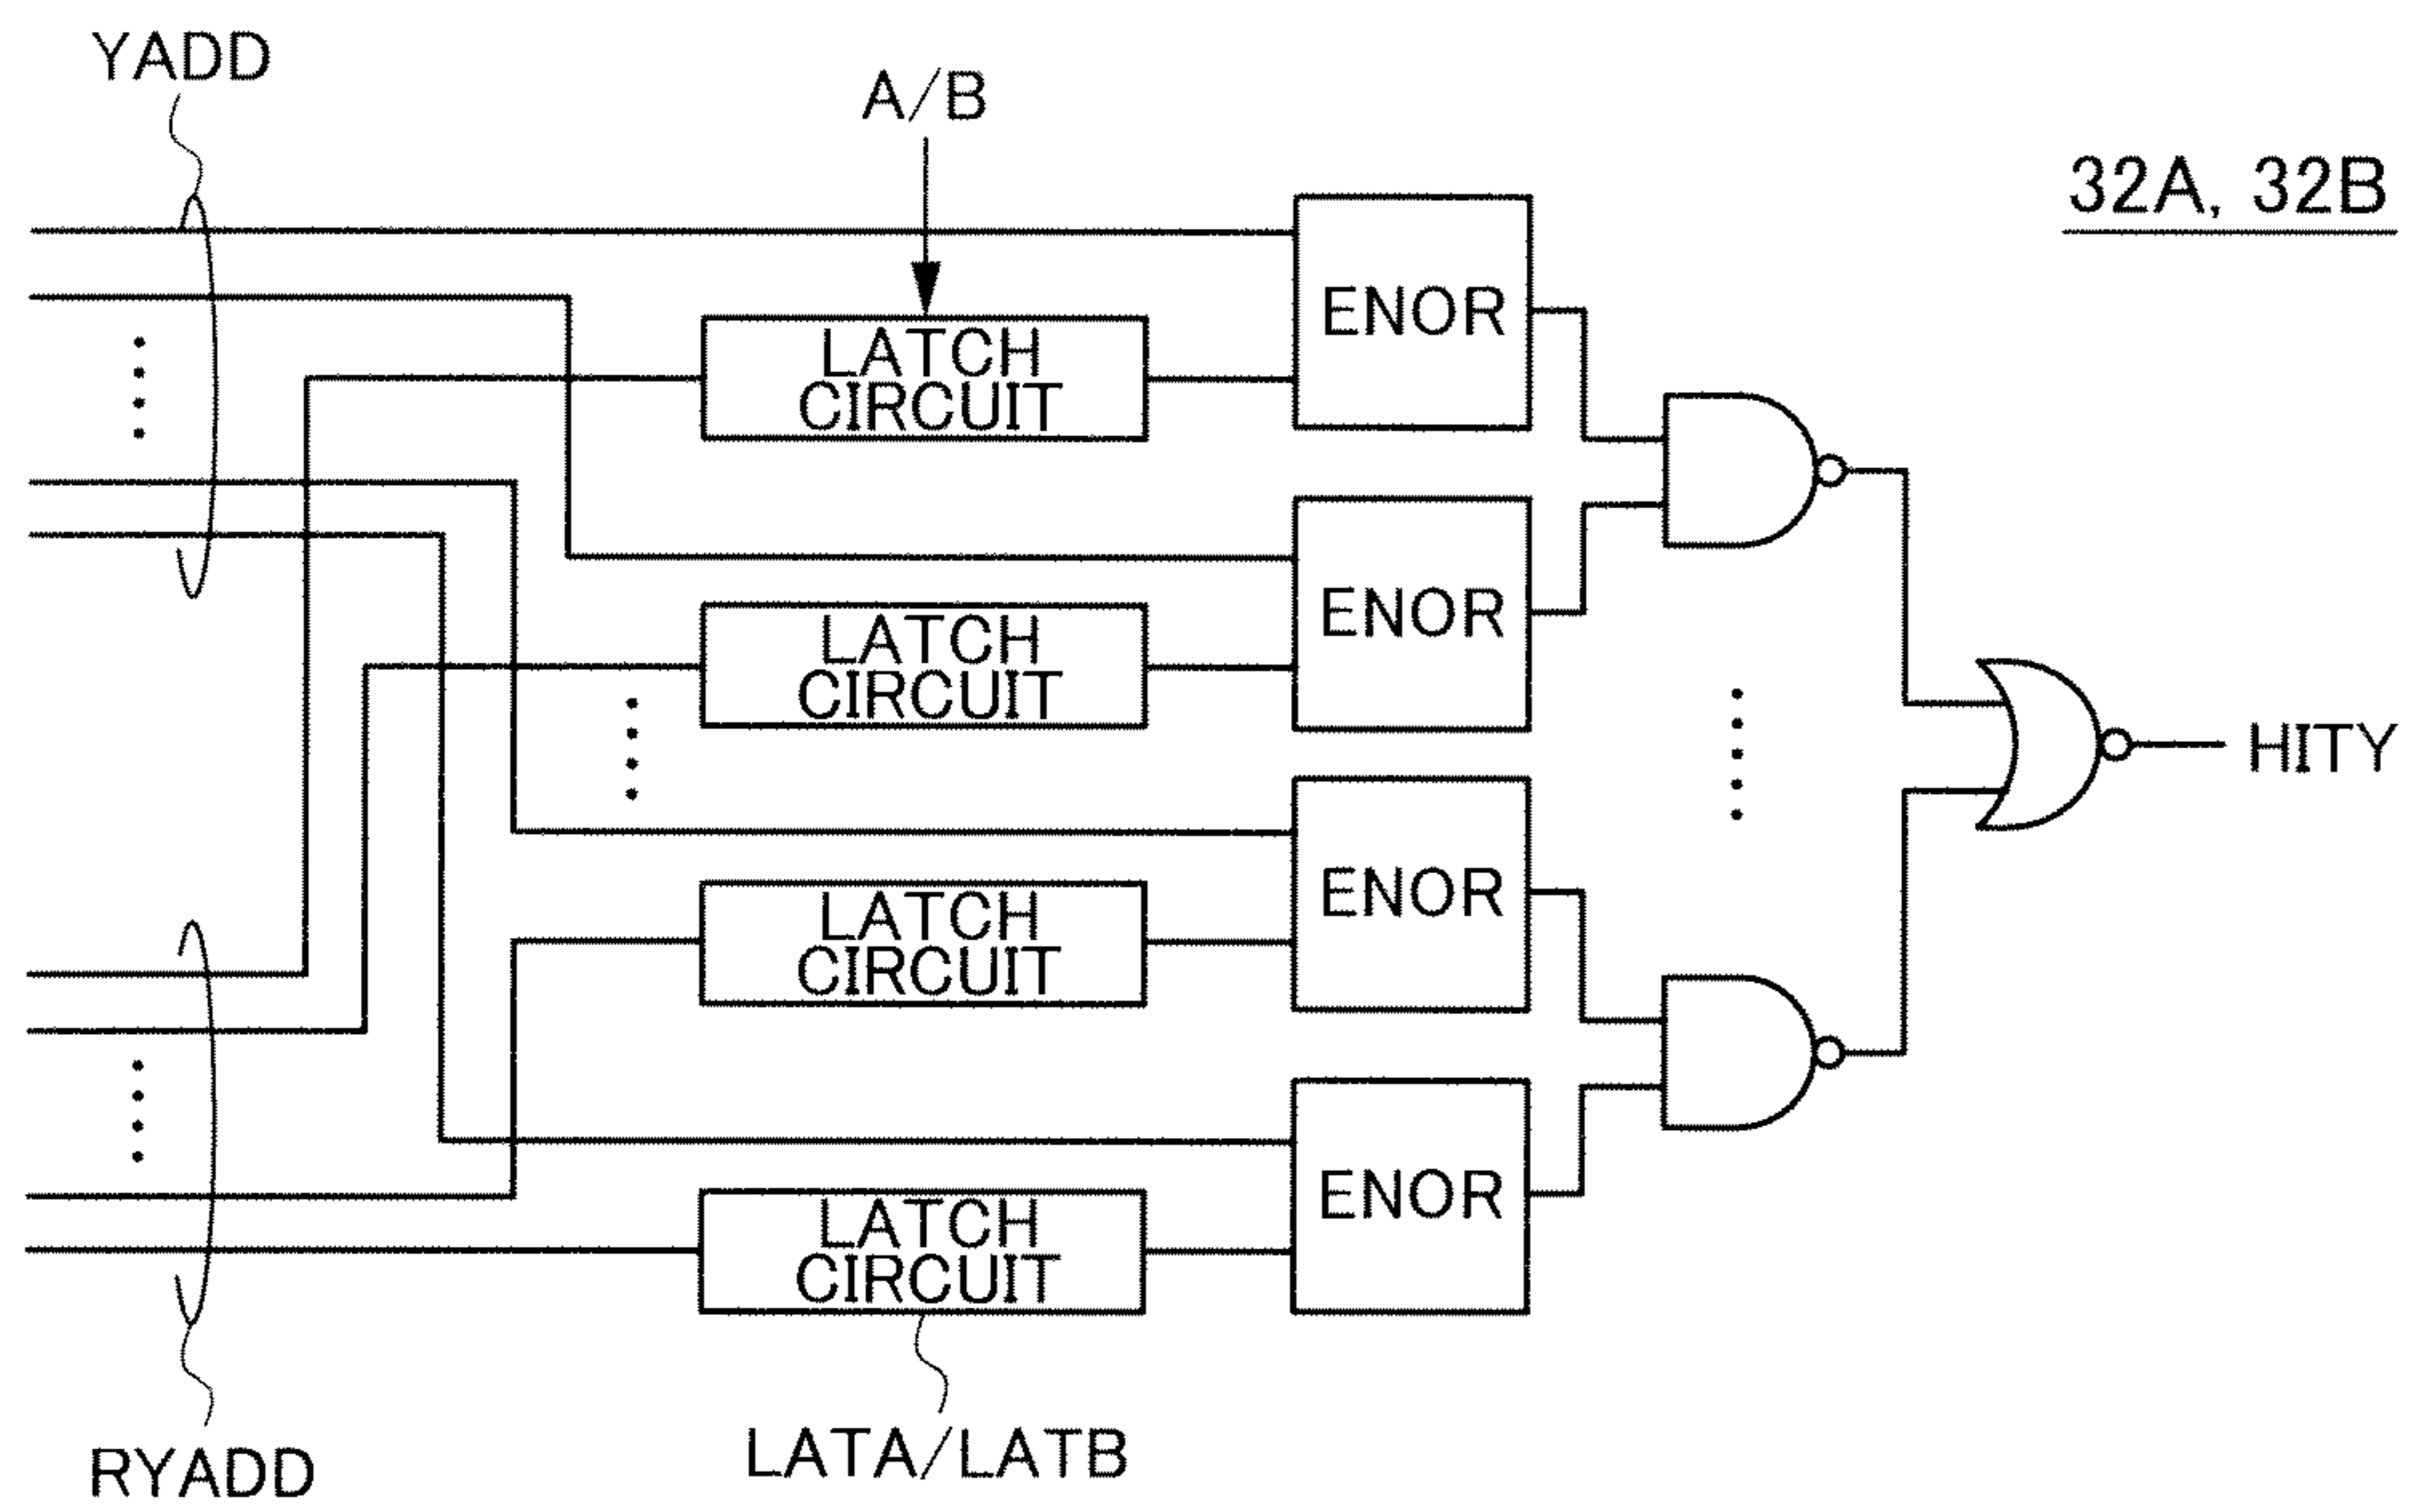 YADD
A/B
32A, 32B
ENOR
LATCH
CIRCUIT
ENOR
LATCH
CIRCUIT
HITY
ENOR
LATCH
CIRCUIT
ENOR
LATCH
CIRCUIT
RYADD
LATA/LATB